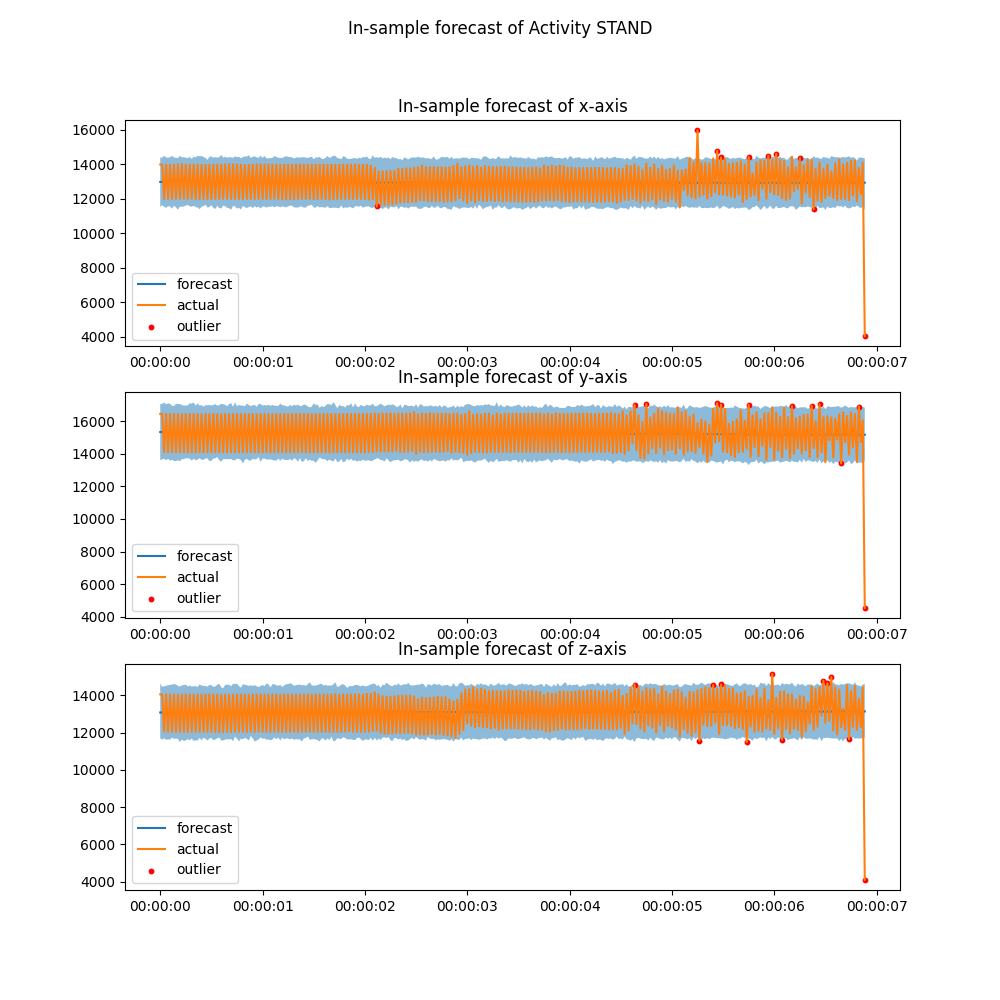 In-sample forecast of Activity STAND
In-sample forecast of x-axis
16000
14000
12000
10000
8000
6000
4000
forecast
actual
outlier
00:00:00 00:00:01 00:00:02 00:00:03 00:00:04 00:00:05 00:00:06 00:00:07
In-sample forecast of y-axis
16000
14000
12000
10000
8000
6000
4000
forecast
actual
outlier
00:00:00 00:00:01 00:00:02 00:00:03 00:00:04 00:00:05 00:00:06 00:00:07
In-sample forecast of z-axis
14000
12000
10000
8000
6000
4000
forecast
actual
outlier
00:00:00 00:00:01 00:00:02 00:00:03 00:00:04 00:00:05 00:00:06 00:00:07